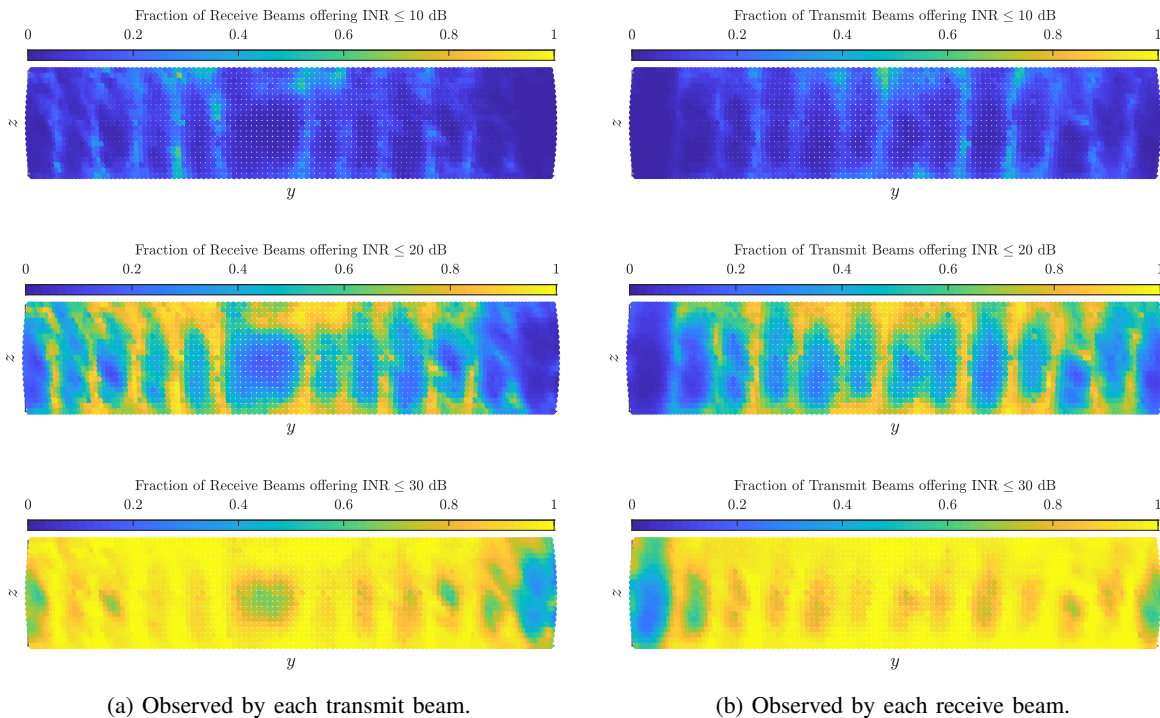 Fraction of Receive Beams offering INR ≤ 10 dB
0 0.2 0.4 0.6 0.8 1
z
y
Fraction of Receive Beams offering INR ≤ 20 dB
0 0.2 0.4 0.6 0.8 1
z
y
Fraction of Receive Beams offering INR ≤ 30 dB
0 0.2 0.4 0.6 0.8 1
z
y
(a) Observed by each transmit beam.
Fraction of Transmit Beams offering INR ≤ 10 dB
0 0.2 0.4 0.6 0.8 1
z
y
Fraction of Transmit Beams offering INR ≤ 20 dB
0 0.2 0.4 0.6 0.8 1
z
y
Fraction of Transmit Beams offering INR ≤ 30 dB
0 0.2 0.4 0.6 0.8 1
z
y
(b) Observed by each receive beam.